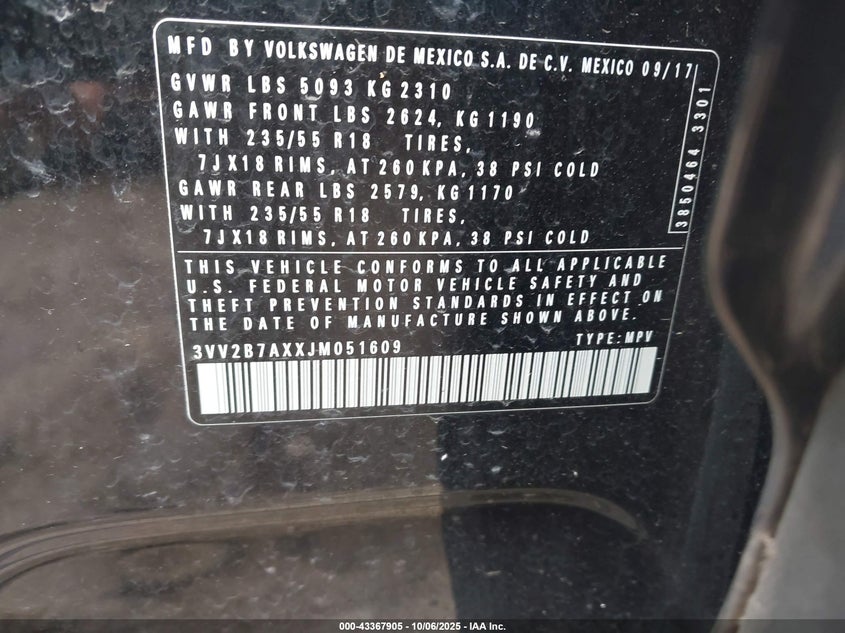 MFD BY VOLKSWAGEN DE MEXICO S.A. DE C.V. MEXICO 09/17
GVWR LBS 5093 KG 2310
GAWR FRONT LBS 2624, KG 1190
WITH 235/55 R18 TIRES,
7JX18 RIMS, AT 260 KPA, 38 PSI COLD
GAWR REAR LBS 2579, KG 1170
WITH 235/55 R18 TIRES,
7JX18 RIMS, AT 260 KPA, 38 PSI COLD
3850464 3301
THIS VEHICLE CONFORMS TO ALL APPLICABLE
U.S. FEDERAL MOTOR VEHICLE SAFETY AND
THEFT PREVENTION STANDARDS IN EFFECT ON
THE DATE OF MANUFACTURE SHOWN ABOVE.
3VV2B7AXXJM051609 TYPE: MPV
000-43367905 - 10/06/2025 - IAA Inc.